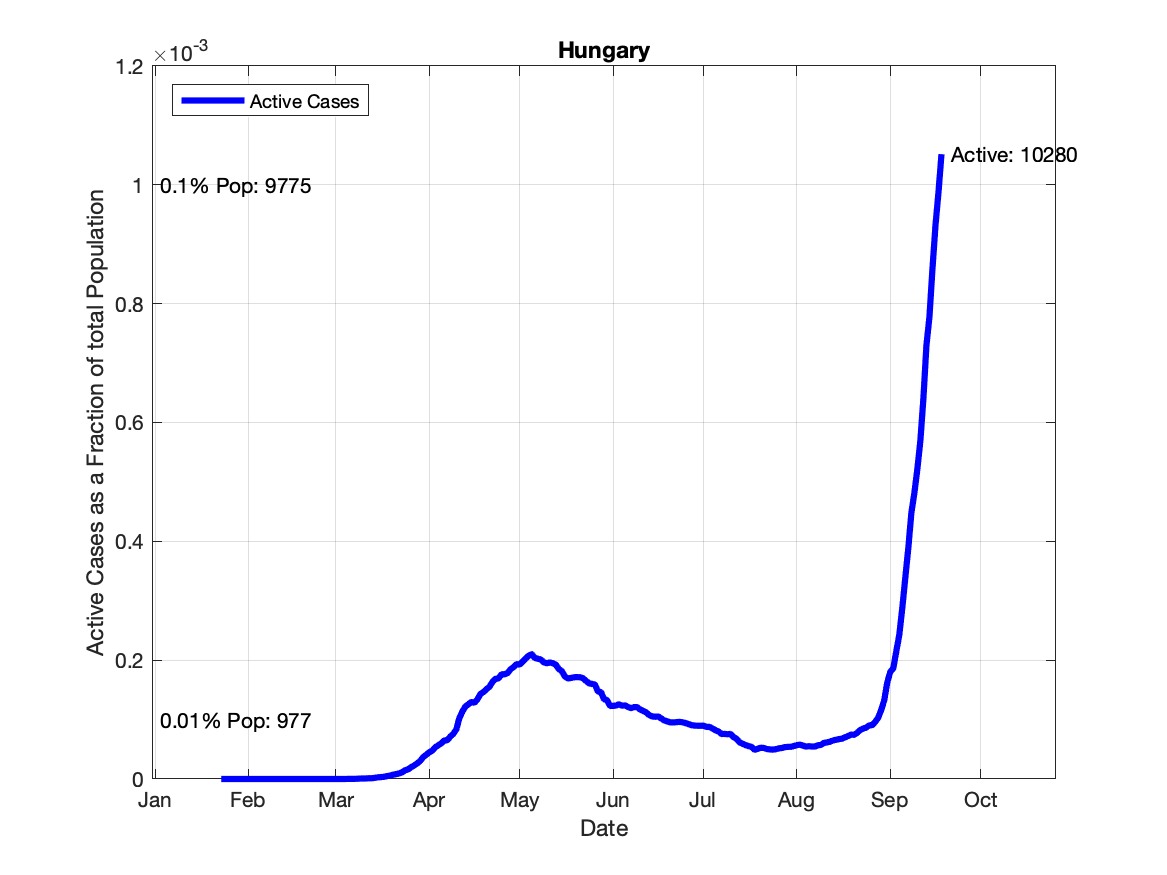 Hungary
×10-3
1.2
Active Cases
Active: 10280
1
0.1% Pop: 9775
0.8
0.6
0.4
0.2
0.01% Pop: 977
0
Active Cases as a Fraction of total Population
Jan Feb Mar Apr May Jun Jul Aug Sep Oct
Date